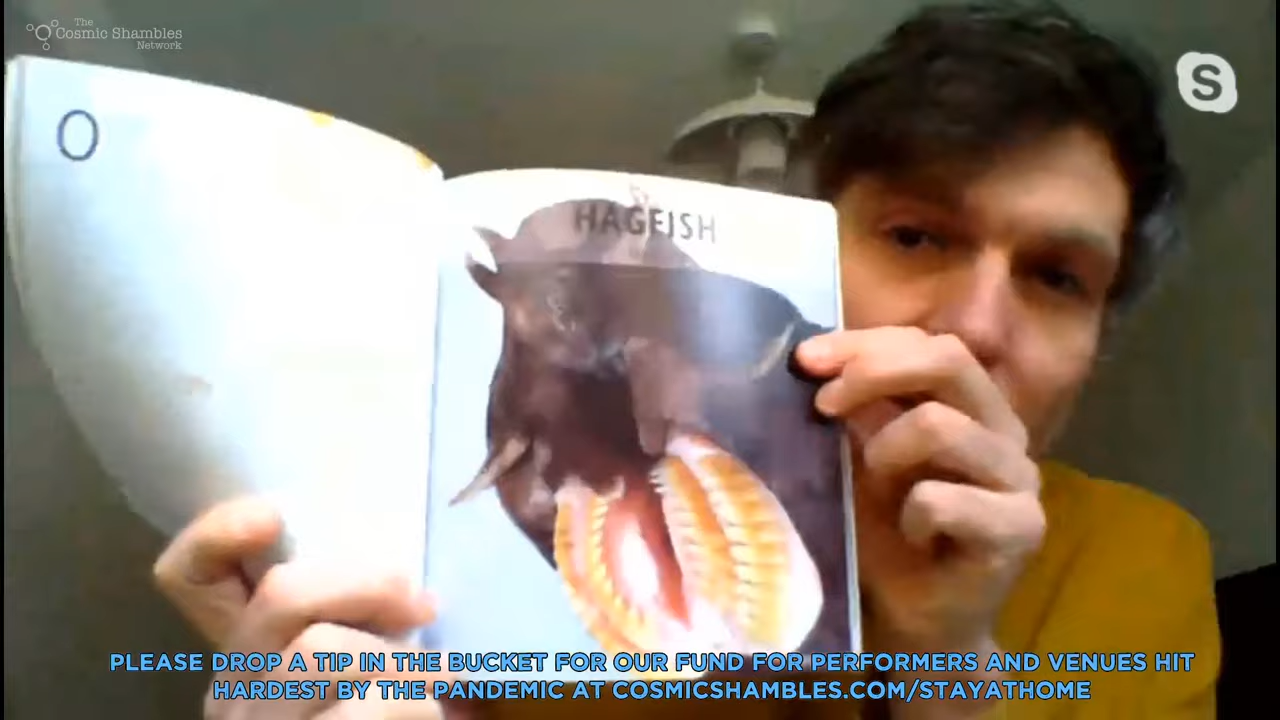 The
Cosmic Shambles
Network
S
O
HAGFISH
PLEASE DROP A TIP IN THE BUCKET FOR OUR FUND FOR PERFORMERS AND VENUES HIT
HARDEST BY THE PANDEMIC AT COSMICSHAMBLES.COM/STAYATHOME